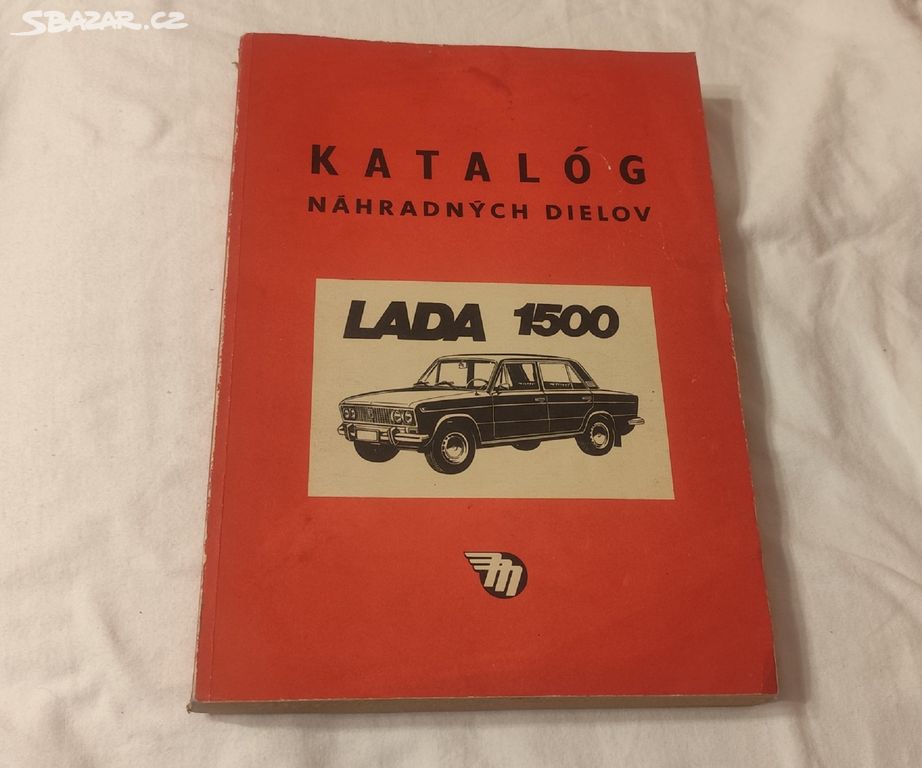 SBAZAR.CZ
KATALÓG
NÁHRADNÝCH DIELOV
LADA 1500
M